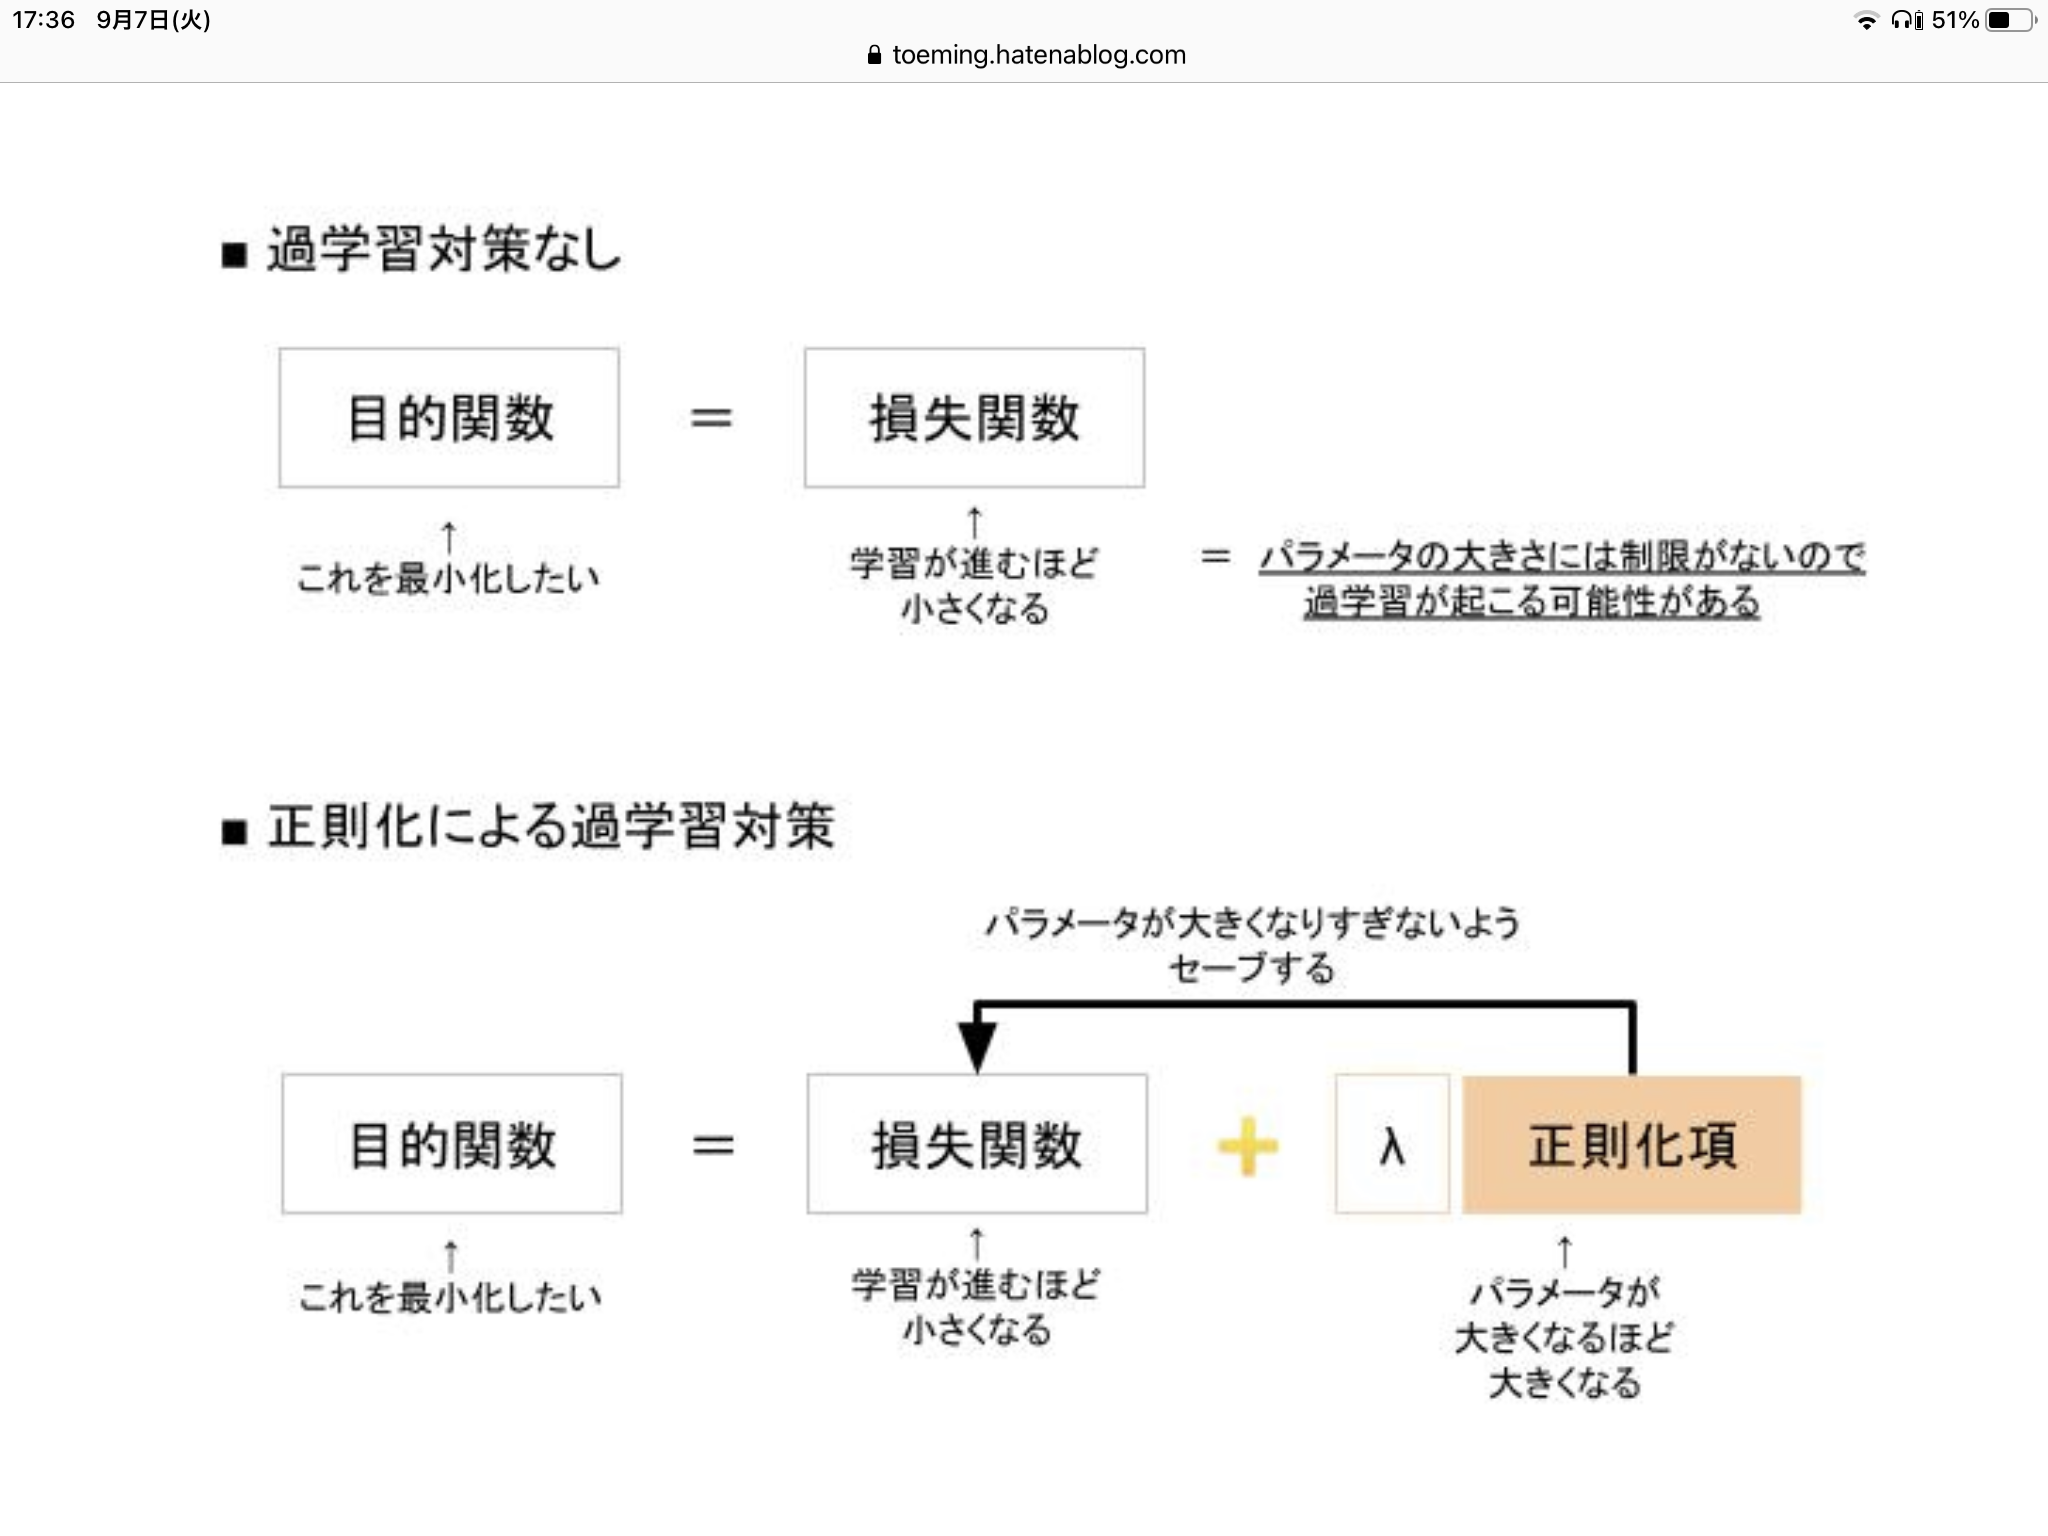 17:36 9月7日(火)
51%
toeming.hatenablog.com
■ 過学習対策なし
目的関数 = 損失関数
↑
これを最小化したい
↑
学習が進むほど
小さくなる
= パラメータの大きさには制限がないので
過学習が起こる可能性がある
■ 正則化による過学習対策
パラメータが大きくなりすぎないよう
セーブする
目的関数 = 損失関数 + λ 正則化項
↑
これを最小化したい
↑
学習が進むほど
小さくなる
↑
パラメータが
大きくなるほど
大きくなる